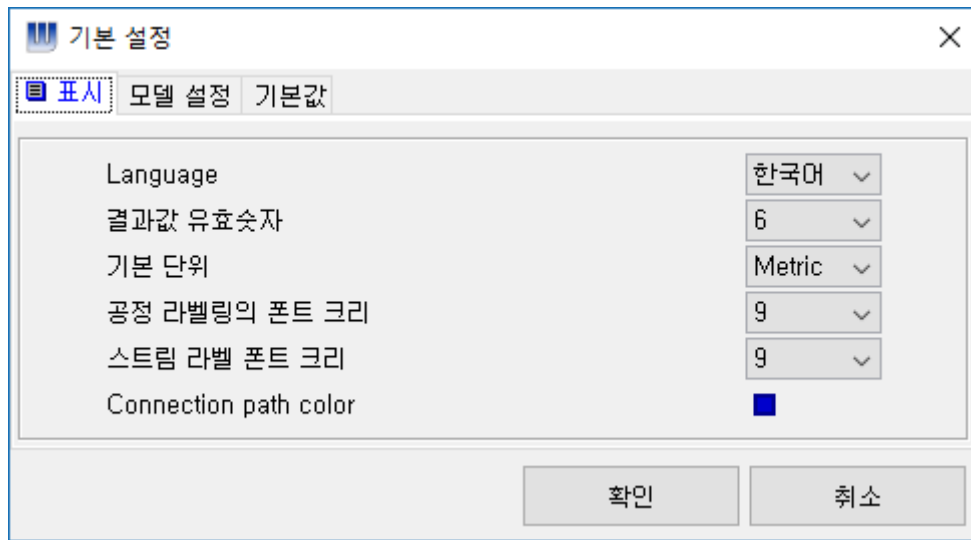 기본 설정
표시 모델 설정 기본값
Language 한국어
결과값 유효숫자 6
기본 단위 Metric
공정 라벨링의 폰트 크리 9
스트림 라벨 폰트 크리 9
Connection path color
확인 취소